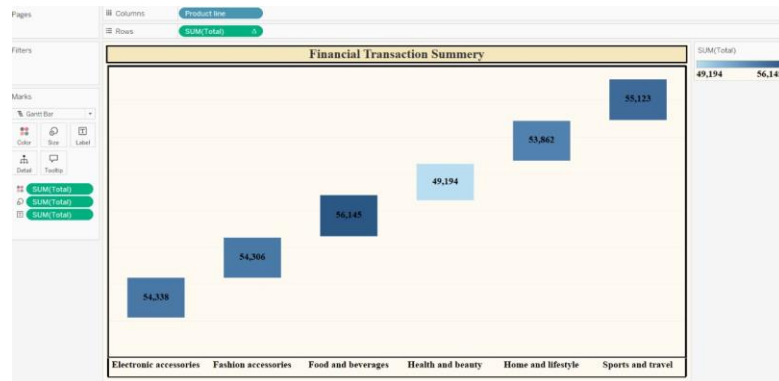 Pages
Columns
Product line
Rows
SUM(Total)
Filters
Marks
Gantt Bar
Color
Size
Label
Detail
Tooltip
SUM(Total)
SUM(Total)
SUM(Total)
Financial Transaction Summery
55,123
53,862
49,194
56,145
54,306
54,338
Electronic accessories Fashion accessories Food and beverages Health and beauty Home and lifestyle Sports and travel
SUM(Total)
49,194 56,145